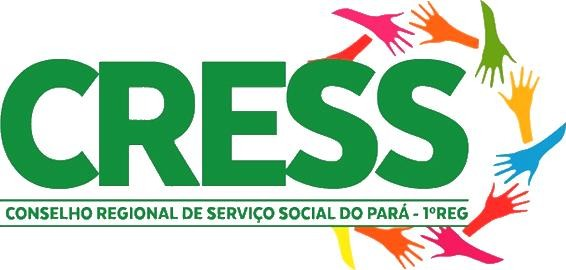 CRESS
CONSELHO REGIONAL DE SERVIÇO SOCIAL DO PARÁ - 1ºREG